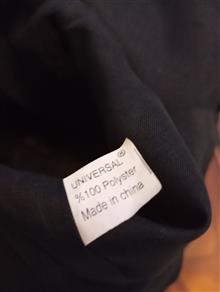 UNIVERSAL®
%100 Polyster
Made in china